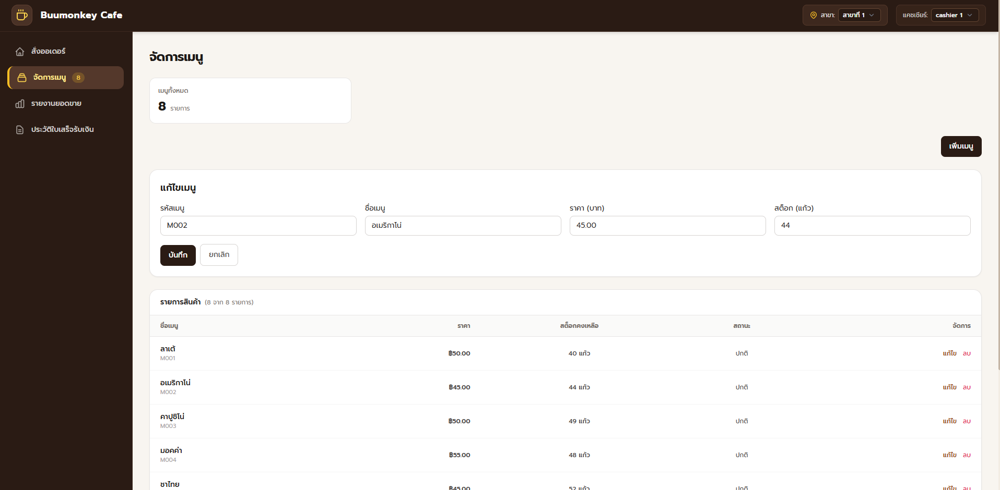 Buumonkey Cafe
สาขา: สาขาที่ 1
แคชเชียร์: cashier 1
สั่งออเดอร์
จัดการเมนู 8
รายงานยอดขาย
ประวัติใบเสร็จรับเงิน
จัดการเมนู
เมนูทั้งหมด
8 รายการ
เพิ่มเมนู
แก้ไขเมนู
รหัสเมนู ชื่อเมนู ราคา (บาท) สต็อก (แก้ว)
M002 อเมริกาโน่ 45.00 44
บันทึก ยกเลิก
รายการสินค้า (8 จาก 8 รายการ)
ชื่อเมนู ราคา สต็อกคงเหลือ สถานะ จัดการ
ลาเต้
M001
฿50.00 40 แก้ว ปกติ แก้ไข ลบ
อเมริกาโน่
M002
฿45.00 44 แก้ว ปกติ แก้ไข ลบ
คาปูชิโน่
M003
฿50.00 49 แก้ว ปกติ แก้ไข ลบ
มอคค่า
M004
฿55.00 48 แก้ว ปกติ แก้ไข ลบ
ชาไทย
฿45.00 52 แก้ว ปกติ แก้ไข ลบ